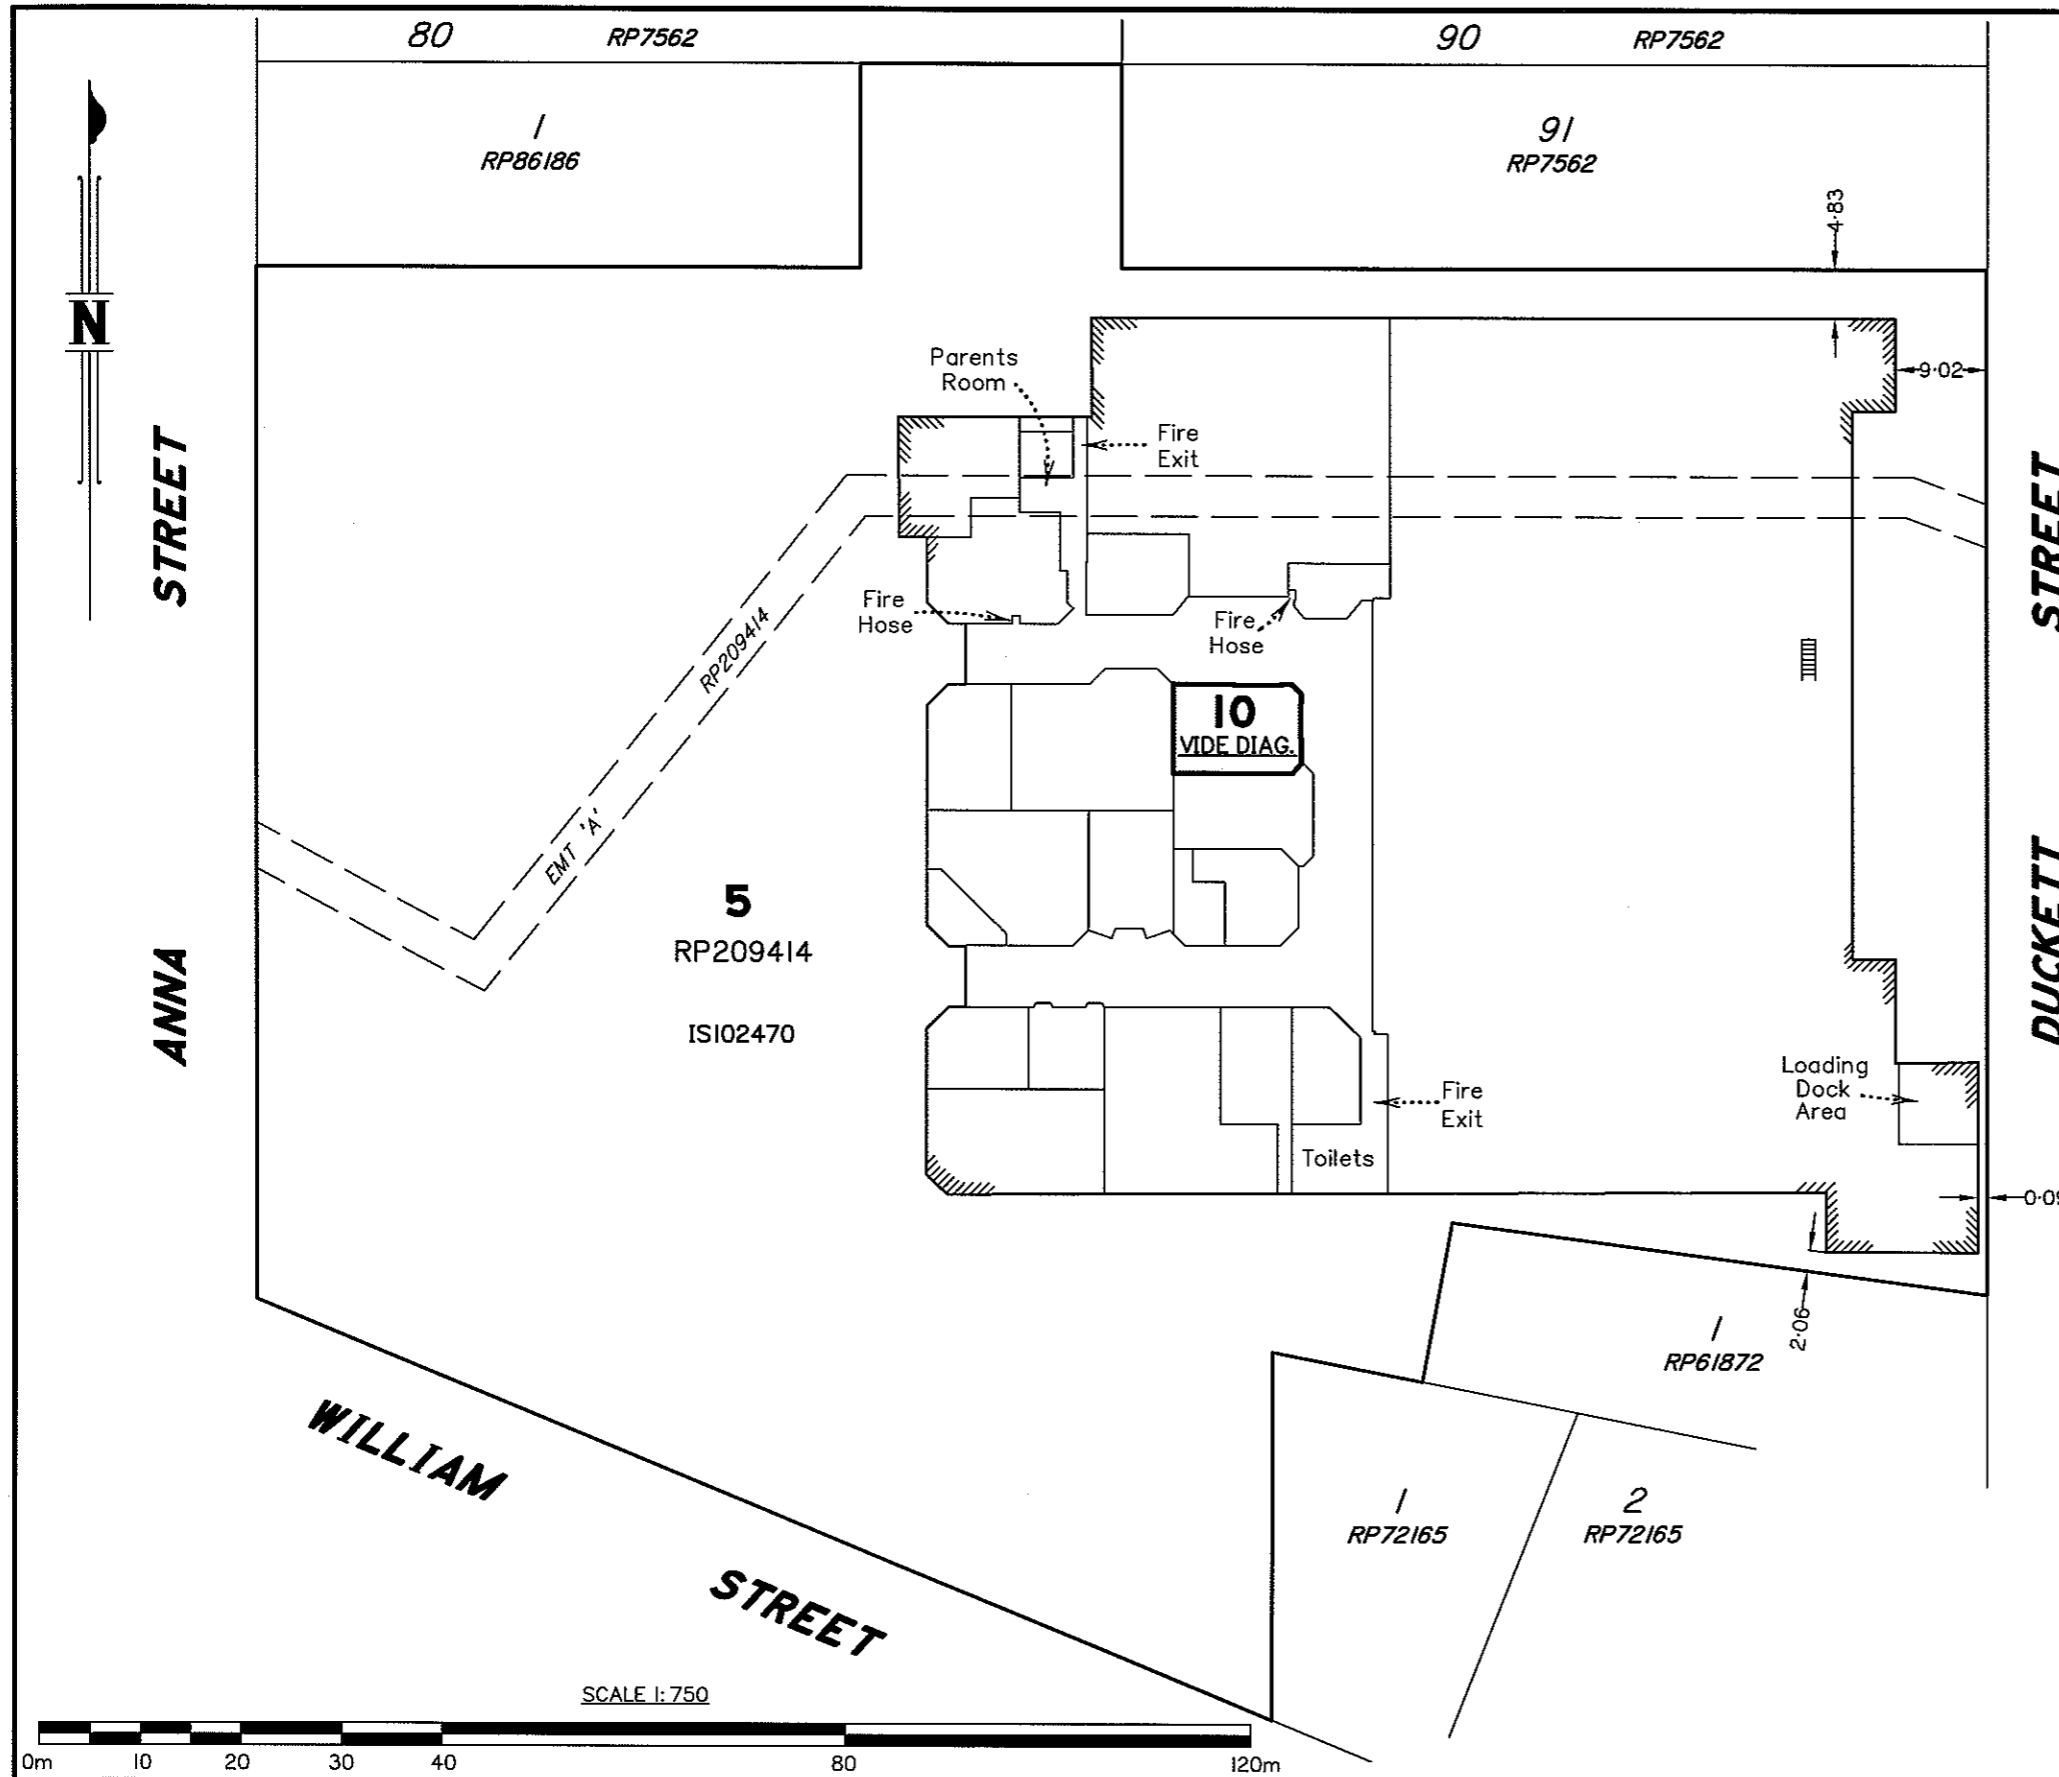 80 RP7562
90 RP7562
1
RP86186
91
RP7562
4·83
N
Parents
Room
9·02
Fire
Exit
STREET
STREET
Fire
Hose
Fire
Hose
RP209414
10
VIDE DIAG.
EMT 'A'
5
RP209414
ANNA
DUCKETT
IS102470
Loading
Dock
Area
Fire
Exit
Toilets
2·06
1
RP61872
WILLIAM
STREET
1
RP72165
2
RP72165
SCALE 1:750
0m 10 20 30 40 80 120m